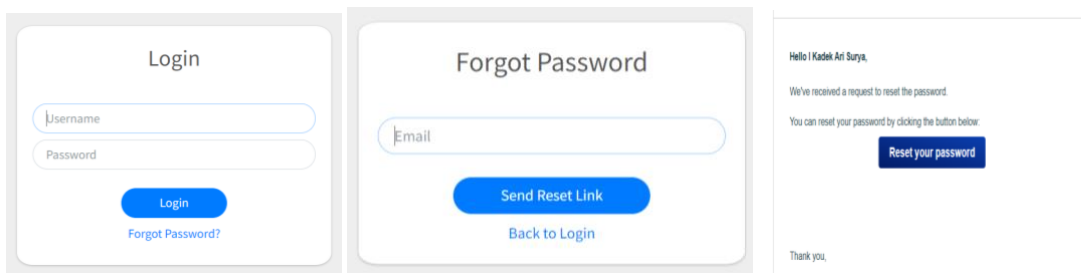 Login
Username
Password
Login
Forgot Password?
Forgot Password
Email
Send Reset Link
Back to Login
Hello I Kadek Ari Surya,
We've received a request to reset the password.
You can reset your password by clicking the button below:
Reset your password
Thank you,